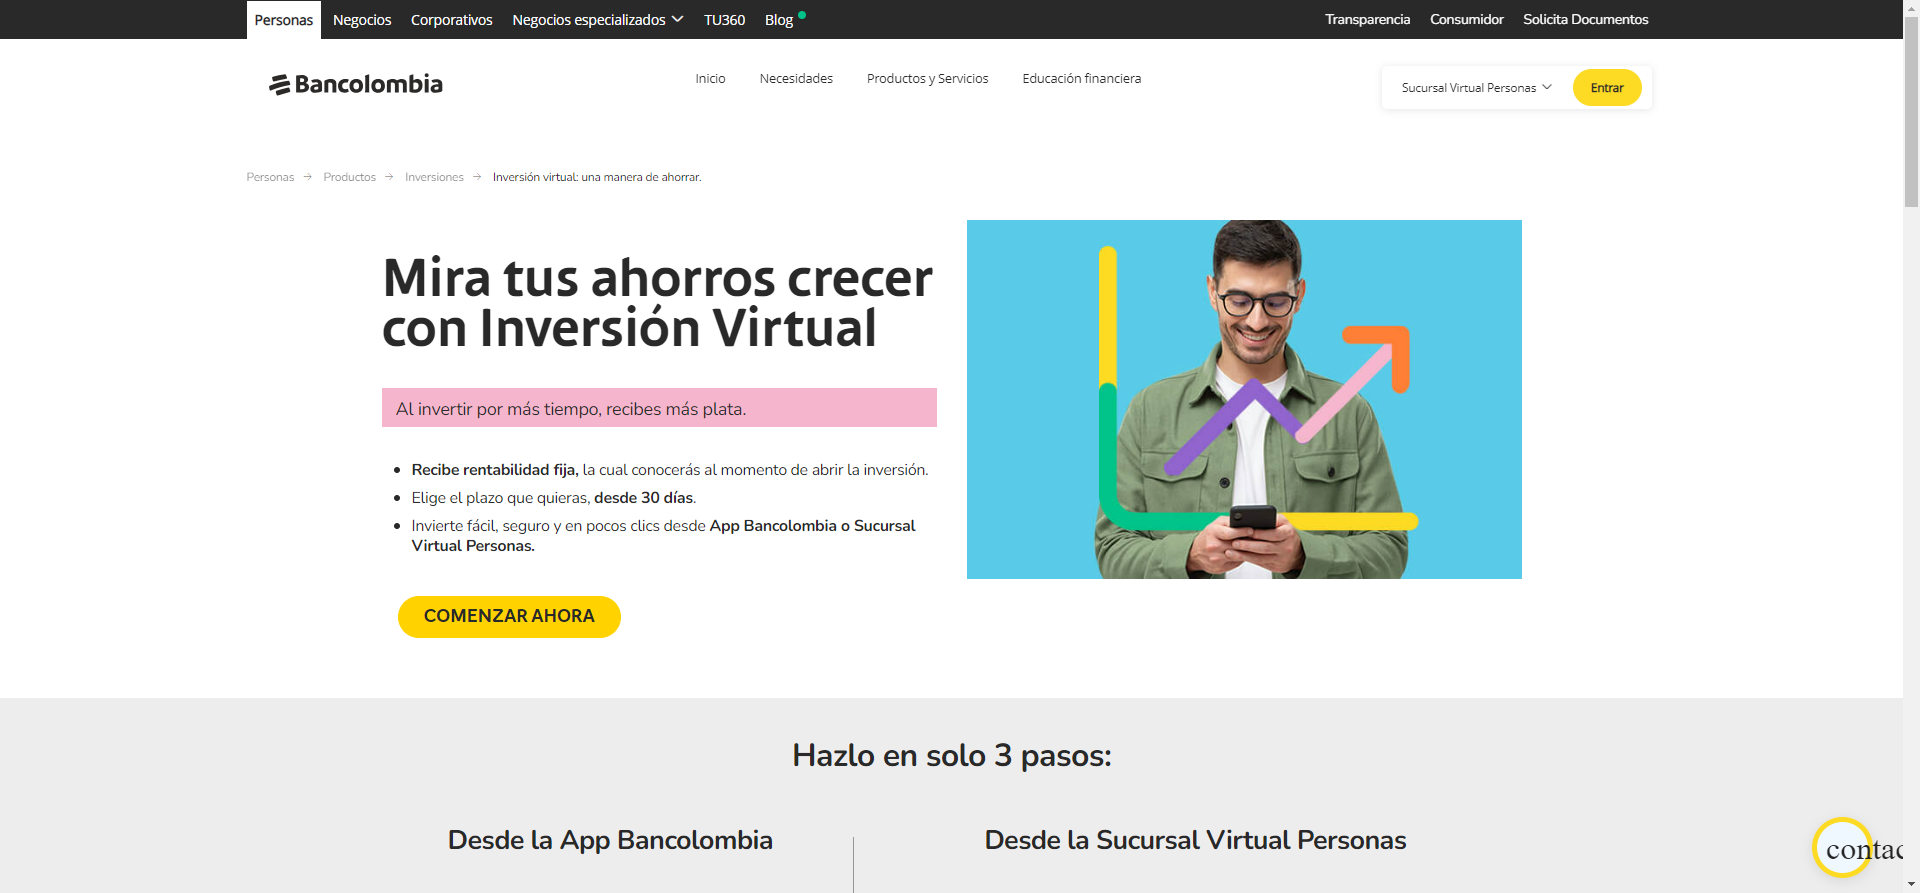 Personas Negocios Corporativos Negocios especializados TU360 Blog Transparencia Consumidor Solicita Documentos
Bancolombia Inicio Necesidades Productos y Servicios Educación financiera Sucursal Virtual Personas Entrar
Personas → Productos → Inversiones → Inversión virtual: una manera de ahorrar.
Mira tus ahorros crecer
con Inversión Virtual
Al invertir por más tiempo, recibes más plata.
• Recibe rentabilidad fija, la cual conocerás al momento de abrir la inversión.
• Elige el plazo que quieras, desde 30 días.
• Invierte fácil, seguro y en pocos clics desde App Bancolombia o Sucursal
Virtual Personas.
COMENZAR AHORA
Hazlo en solo 3 pasos:
Desde la App Bancolombia Desde la Sucursal Virtual Personas
contac